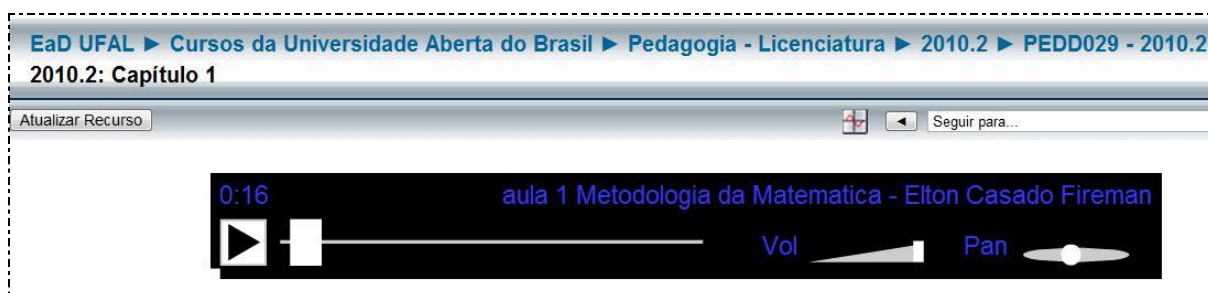 EaD UFAL ► Cursos da Universidade Aberta do Brasil ► Pedagogia - Licenciatura ► 2010.2 ► PEDD029 - 2010.2
2010.2: Capítulo 1
Atualizar Recurso ◄ Seguir para...
0:16 aula 1 Metodologia da Matematica - Elton Casado Fireman
Vol Pan